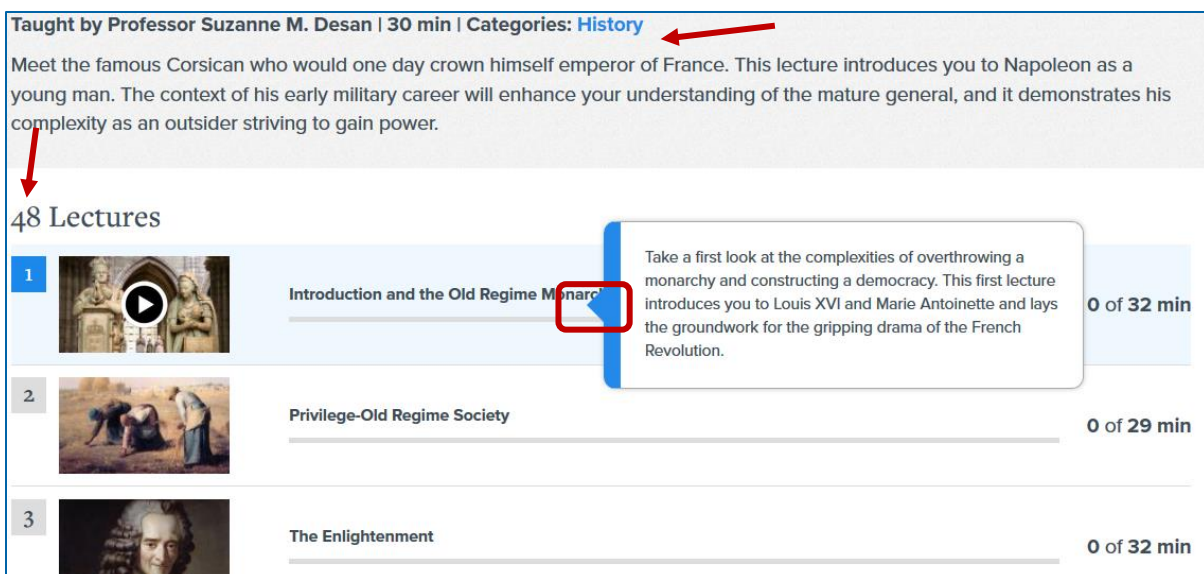 Taught by Professor Suzanne M. Desan | 30 min | Categories: History
Meet the famous Corsican who would one day crown himself emperor of France. This lecture introduces you to Napoleon as a
young man. The context of his early military career will enhance your understanding of the mature general, and it demonstrates his
complexity as an outsider striving to gain power.
48 Lectures
1
Introduction and the Old Regime Monarc
Take a first look at the complexities of overthrowing a
monarchy and constructing a democracy. This first lecture
introduces you to Louis XVI and Marie Antoinette and lays
the groundwork for the gripping drama of the French
Revolution.
0 of 32 min
2
Privilege-Old Regime Society
0 of 29 min
3
The Enlightenment
0 of 32 min